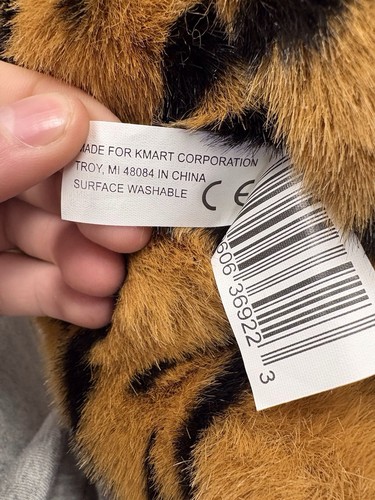 MADE FOR KMART CORPORATION
TROY, MI 48084 IN CHINA
SURFACE WASHABLE
CE
606 36922 3